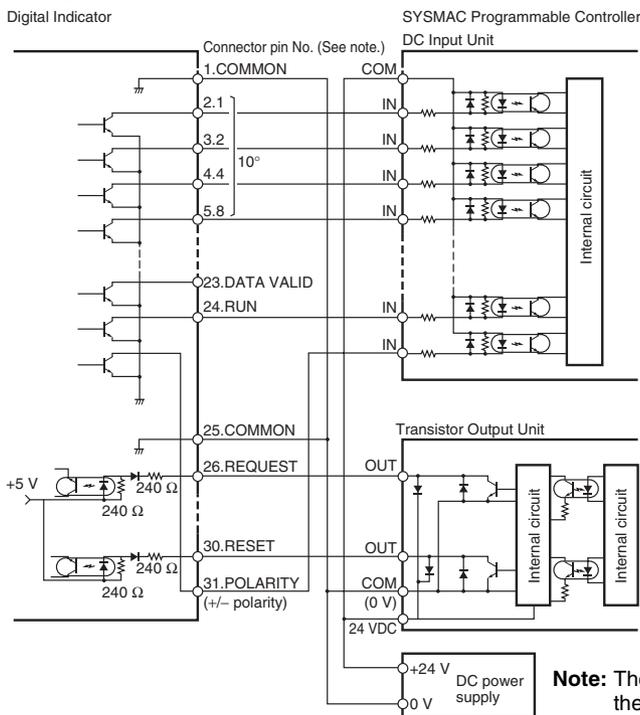 Digital Indicator
SYSMAC Programmable Controller
Connector pin No. (See note.)
DC Input Unit
1.COMMON
COM
2.1
IN
3.2
IN
10°
4.4
IN
5.8
IN
Internal circuit
23.DATA VALID
24.RUN
IN
IN
25.COMMON
Transistor Output Unit
26.REQUEST
OUT
+5 V
240 Ω
240 Ω
Internal circuit
Internal circuit
30.RESET
OUT
240 Ω
240 Ω
31.POLARITY
(+/− polarity)
COM
(0 V)
24 VDC
+24 V
DC power
supply
0 V
Note: The
the